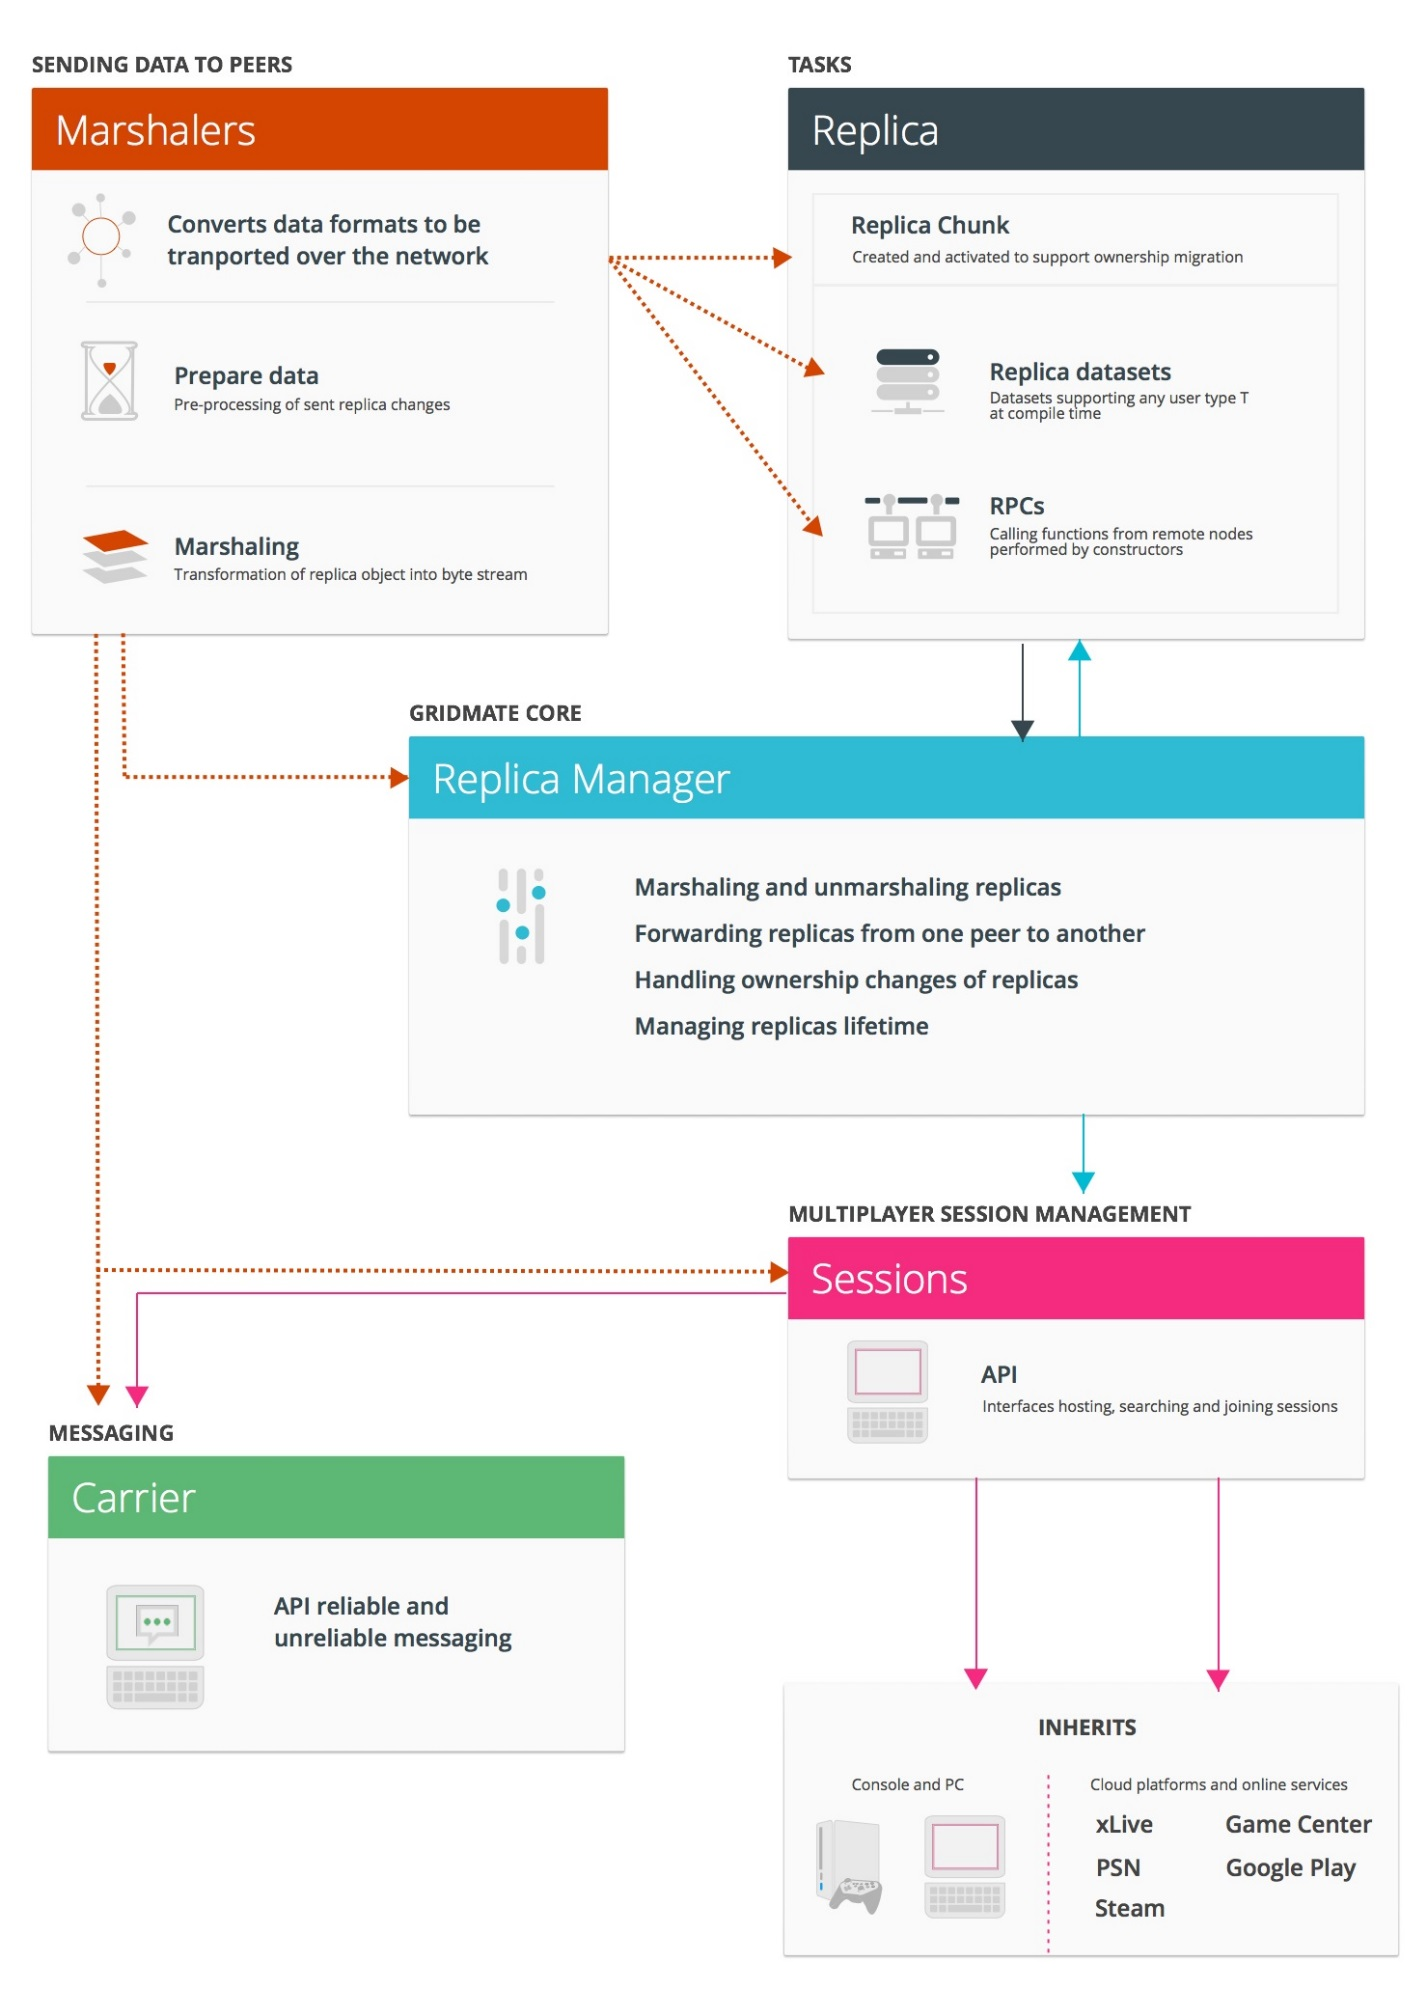 SENDING DATA TO PEERS
Marshalers
Converts data formats to be
tranported over the network
Prepare data
Pre-processing of sent replica changes
Marshaling
Transformation of replica object into byte stream
TASKS
Replica
Replica Chunk
Created and activated to support ownership migration
Replica datasets
Datasets supporting any user type T
at compile time
RPCs
Calling functions from remote nodes
performed by constructors
GRIDMATE CORE
Replica Manager
Marshaling and unmarshaling replicas
Forwarding replicas from one peer to another
Handling ownership changes of replicas
Managing replicas lifetime
MULTIPLAYER SESSION MANAGEMENT
Sessions
API
Interfaces hosting, searching and joining sessions
MESSAGING
Carrier
API reliable and
unreliable messaging
INHERITS
Console and PC
Cloud platforms and online services
xLive
Game Center
PSN
Google Play
Steam